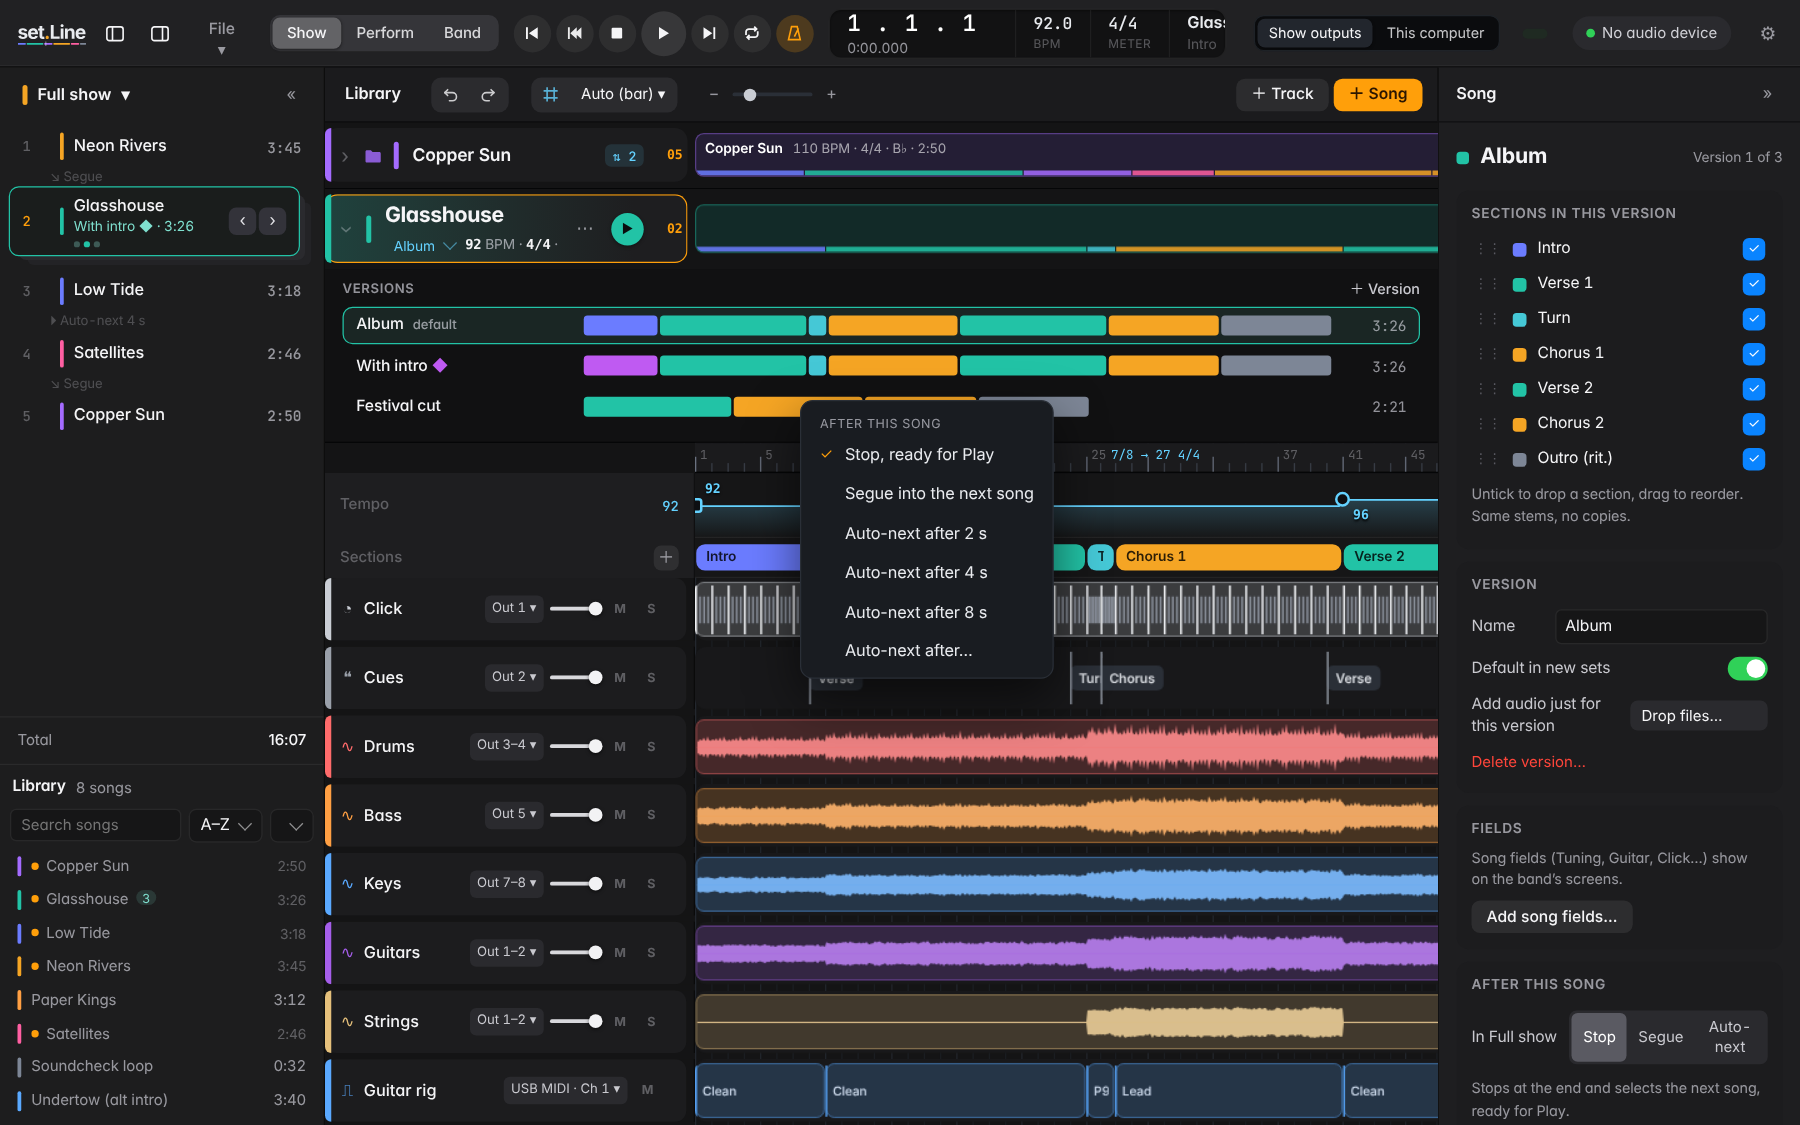 set.Line
File ▾
Show
Perform
Band
1 . 1 . 1
0:00.000
92.0
BPM
4/4
METER
Glass
Intro
Show outputs
This computer
No audio device
Full show ▾
«
1 Neon Rivers 3:45
↘ Segue
2 Glasshouse
With intro ◆ · 3:26
3 Low Tide 3:18
Auto-next 4 s
4 Satellites 2:46
↘ Segue
5 Copper Sun 2:50
Total 16:07
Library 8 songs
Search songs
A–Z
Copper Sun 2:50
Glasshouse 3 3:26
Low Tide 3:18
Neon Rivers 3:45
Paper Kings 3:12
Satellites 2:46
Soundcheck loop 0:32
Undertow (alt intro) 3:40
Library
Auto (bar) ▾
− +
+ Track
+ Song
Copper Sun ⇅ 2 05
Copper Sun 110 BPM · 4/4 · B♭ · 2:50
Glasshouse ⋯ 02
Album 92 BPM · 4/4 ·
VERSIONS
+ Version
Album default 3:26
With intro ◆ 3:26
Festival cut 2:21
1 5 25 7/8 → 27 4/4 37 41 45
Tempo 92
92
96
Sections +
Intro
T
Chorus 1
Verse 2
Click Out 1 ▾ M S
Cues Out 2 ▾ M S
Verse
Tur
Chorus
Verse
Drums Out 3–4 ▾ M S
Bass Out 5 ▾ M S
Keys Out 7–8 ▾ M S
Guitars Out 1–2 ▾ M S
Strings Out 1–2 ▾ M S
Guitar rig USB MIDI · Ch 1 ▾ M
Clean
Clean
P9
Lead
Clean
AFTER THIS SONG
✓ Stop, ready for Play
Segue into the next song
Auto-next after 2 s
Auto-next after 4 s
Auto-next after 8 s
Auto-next after…
Song »
Album Version 1 of 3
SECTIONS IN THIS VERSION
Intro
Verse 1
Turn
Chorus 1
Verse 2
Chorus 2
Outro (rit.)
Untick to drop a section, drag to reorder.
Same stems, no copies.
VERSION
Name Album
Default in new sets
Add audio just for
this version
Drop files…
Delete version…
FIELDS
Song fields (Tuning, Guitar, Click…) show
on the band's screens.
Add song fields…
AFTER THIS SONG
In Full show
Stop
Segue
Auto-
next
Stops at the end and selects the next song,
ready for Play.